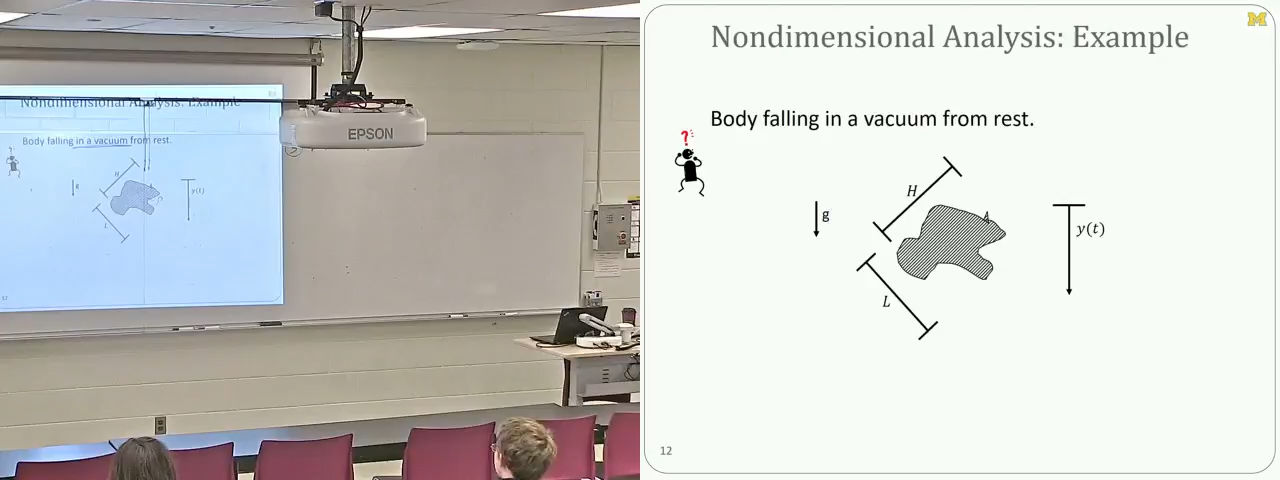 Nondimensional Analysis: Example
Body falling in a vacuum from rest.
H
g
L
y(t)
EPSON
M
Nondimensional Analysis: Example
Body falling in a vacuum from rest.
?
H
A
g
y(t)
L
12